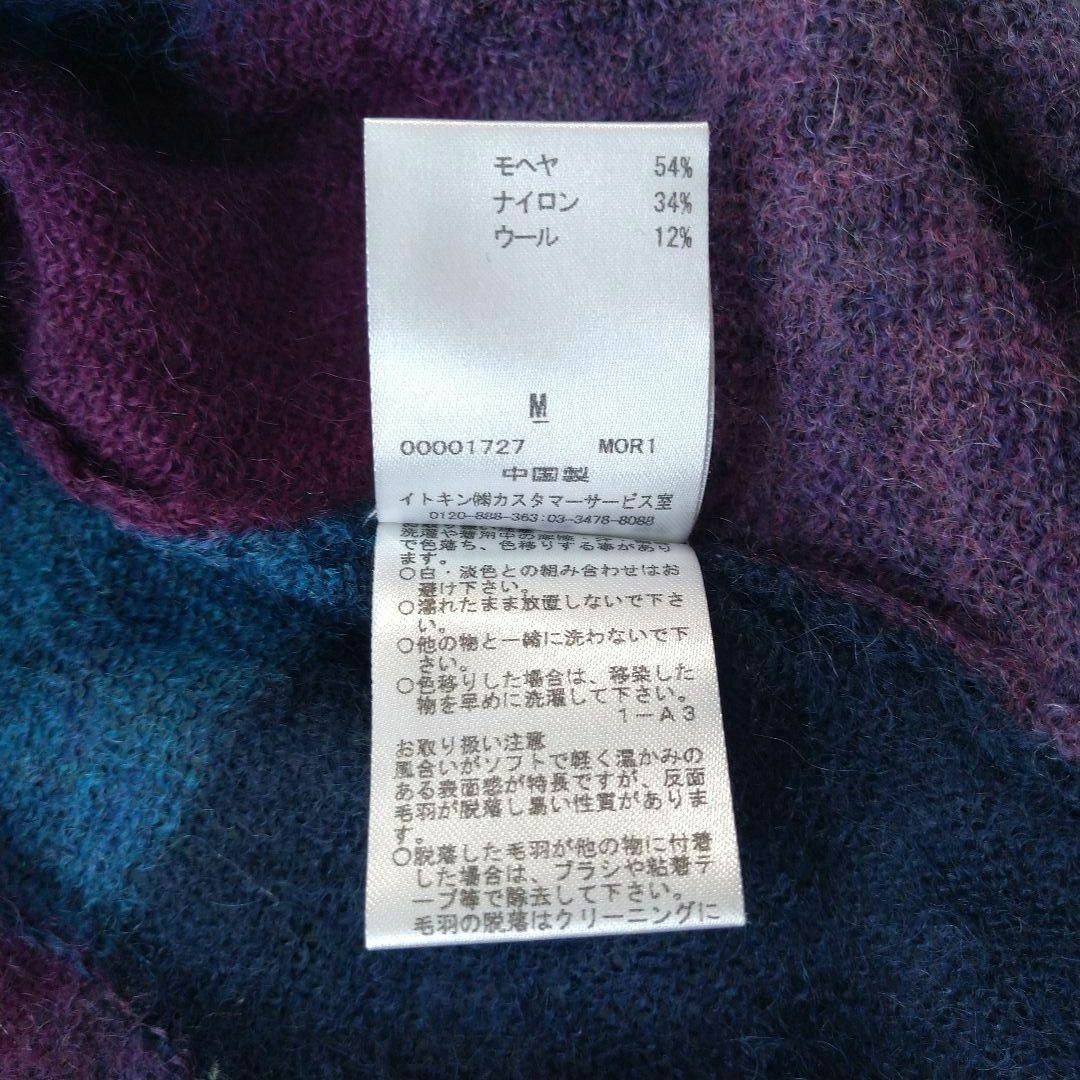 モヘヤ 54%
ナイロン 34%
ウール 12%
M
00001727 MOR1
中国製
イトキン㈱カスタマーサービス室
0120-888-363:03-3478-8088
洗濯や着用中の摩擦
で色落ち、色移りする事があり
ます。
○白・淡色との組み合わせはお
避け下さい。
○濡れたまま放置しないで下さ
い。
○他の物と一緒に洗わないで下
さい。
○色移りした場合は、移染した
物を早めに洗濯して下さい。
1-A3
お取り扱い注意
風合いがソフトで軽く温かみの
ある表面感が特長ですが、反面
毛羽が脱落し易い性質がありま
す。
○脱落した毛羽が他の物に付着
した場合は、ブラシや粘着テ
ープ等で除去して下さい。
毛羽の脱落はクリーニングに